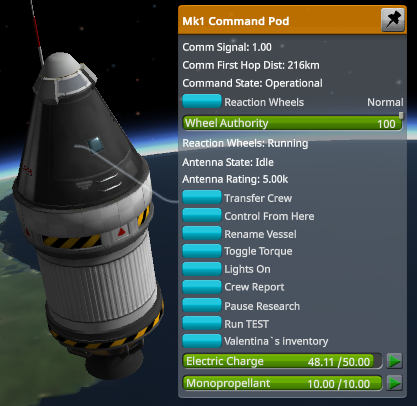 Mk1 Command Pod
Comm Signal: 1.00
Comm First Hop Dist: 216km
Command State: Operational
Reaction Wheels Normal
Wheel Authority 100
Reaction Wheels: Running
Antenna State: Idle
Antenna Rating: 5.00k
Transfer Crew
Control From Here
Rename Vessel
Toggle Torque
Lights On
Crew Report
Pause Research
Run TEST
Valentina`s inventory
Electric Charge 48.11 /50.00
Monopropellant 10.00 /10.00